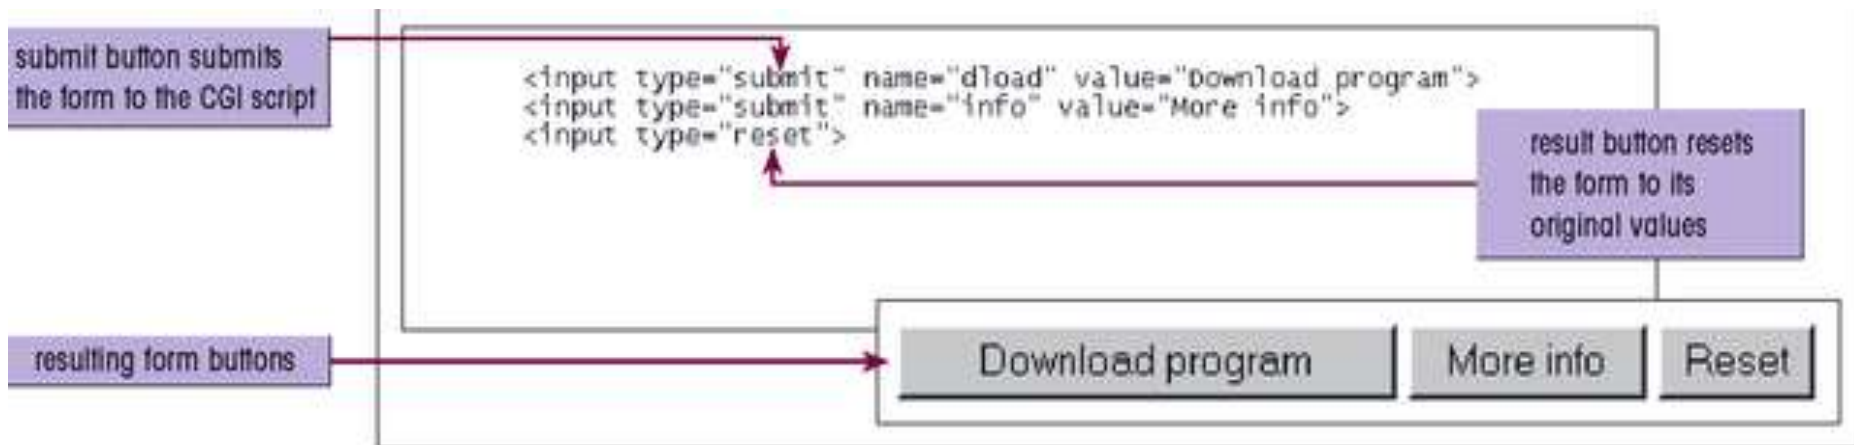 submit button submits
the form to the CGI script
<input type="submit" name="dload" value="Download program">
<input type="submit" name="info" value="More info">
<input type="reset">
result button resets
the form to its
original values
resulting form buttons
Download program
More info
Reset